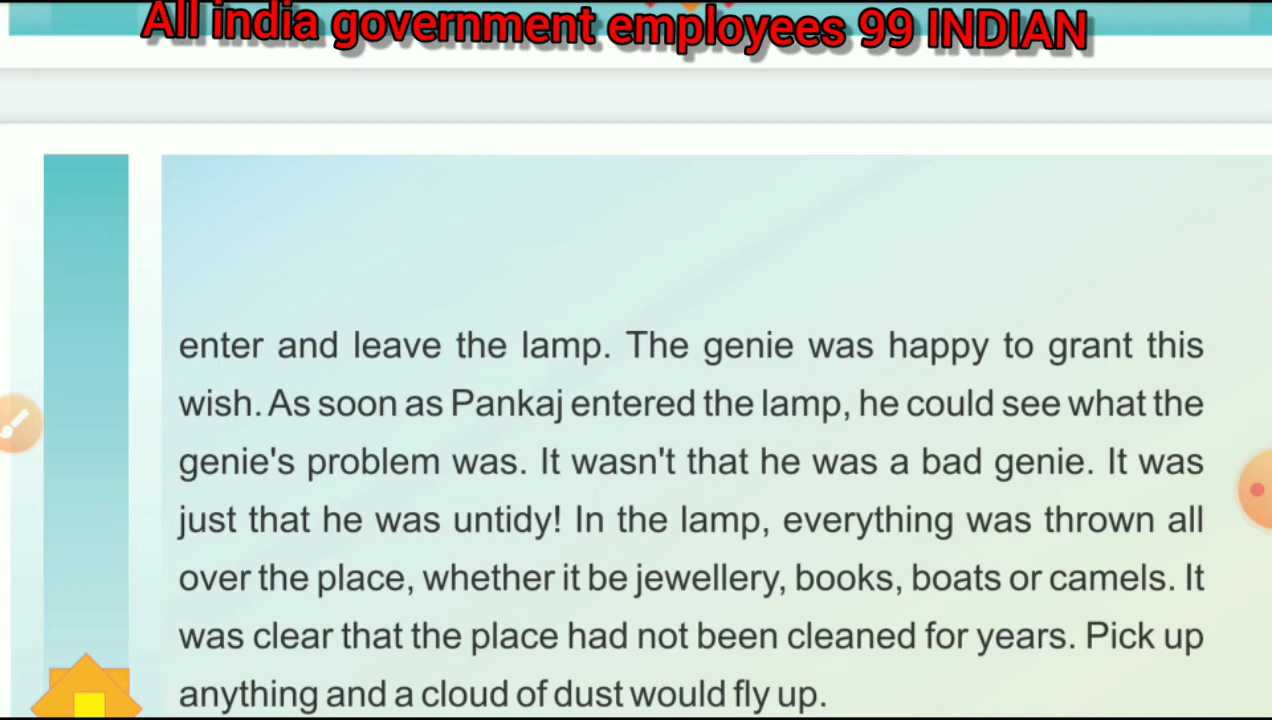 All india government employees 99 INDIAN
enter and leave the lamp. The genie was happy to grant this
wish. As soon as Pankaj entered the lamp, he could see what the
genie's problem was. It wasn't that he was a bad genie. It was
just that he was untidy! In the lamp, everything was thrown all
over the place, whether it be jewellery, books, boats or camels. It
was clear that the place had not been cleaned for years. Pick up
anything and a cloud of dust would fly up.